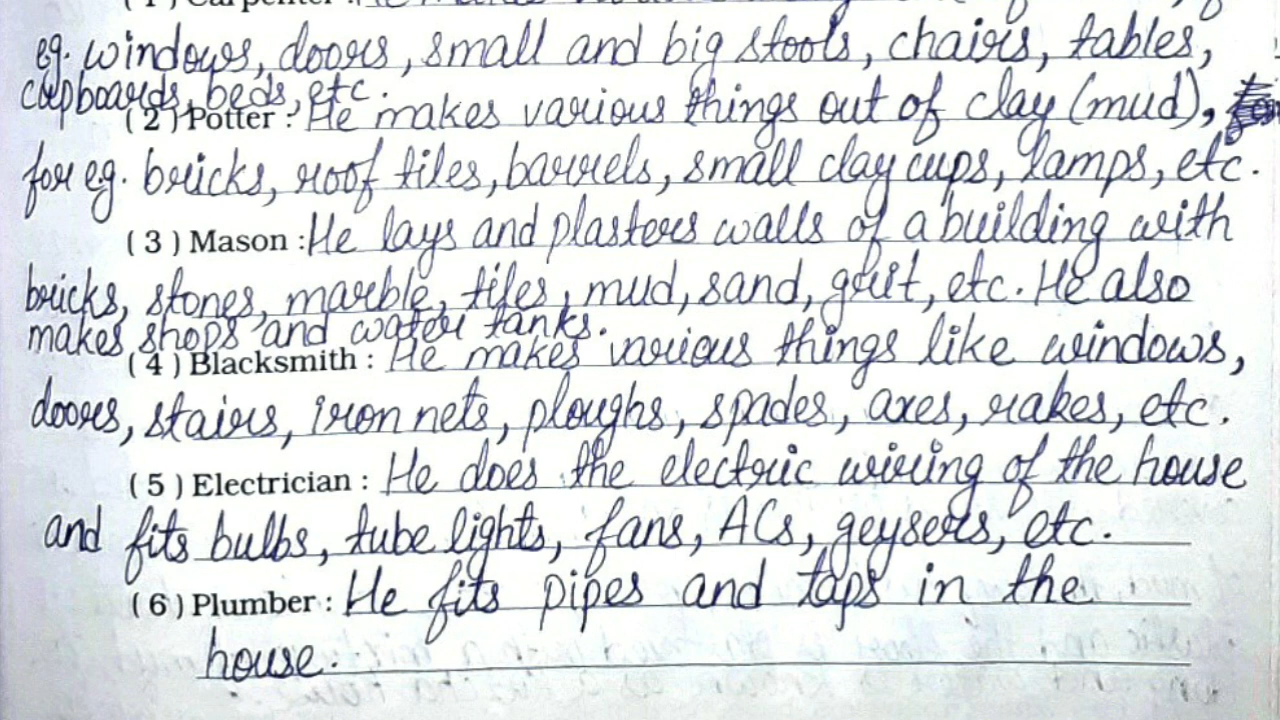 (1) Carpenter : He makes
eg. windows, doors, small and big stools, chairs, tables,
cupboards, beds, etc.
(2) Potter : He makes various things out of clay (mud),
for eg. bricks, roof tiles, barrels, small clay cups, lamps, etc.
(3) Mason : He lays and plasters walls of a building with
bricks, stones, marble, tiles, mud, sand, grit, etc. He also
makes shops and water tanks.
(4) Blacksmith : He makes various things like windows,
doors, stairs, iron nets, ploughs, spades, axes, rakes, etc.
(5) Electrician : He does the electric wiring of the house
and fits bulbs, tube lights, fans, ACs, geysers, etc.
(6) Plumber : He fits pipes and taps in the
house.